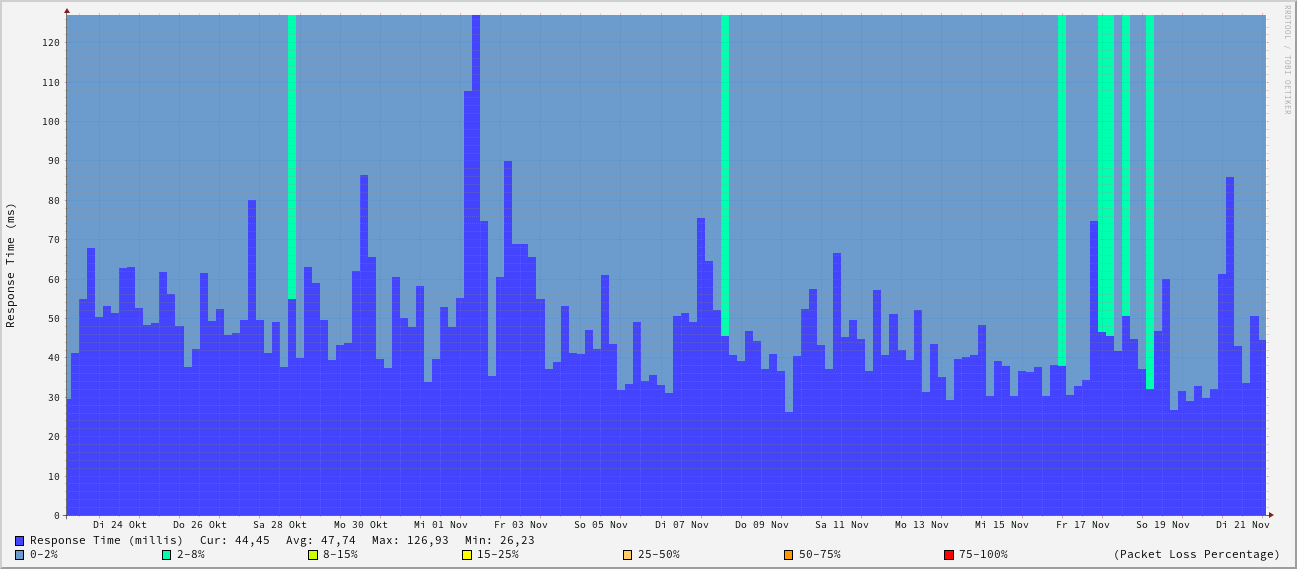 RRDTOOL / TOBI OETIKER
Response Time (ms)
120
110
100
90
80
70
60
50
40
30
20
10
0
Di 24 Okt Do 26 Okt Sa 28 Okt Mo 30 Okt Mi 01 Nov Fr 03 Nov So 05 Nov Di 07 Nov Do 09 Nov Sa 11 Nov Mo 13 Nov Mi 15 Nov Fr 17 Nov So 19 Nov Di 21 Nov
Response Time (millis) Cur: 44,45 Avg: 47,74 Max: 126,93 Min: 26,23
0-2% 2-8% 8-15% 15-25% 25-50% 50-75% 75-100% (Packet Loss Percentage)